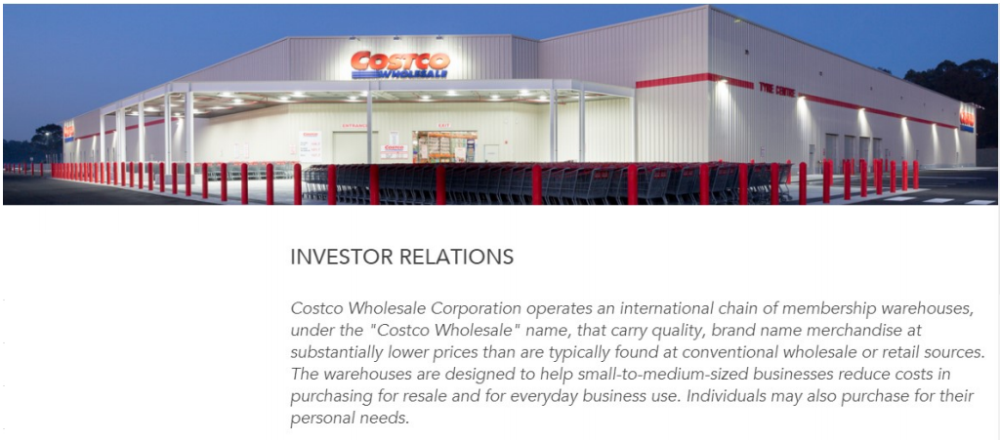 COSTCO
WHOLESALE
TYRE CENTRE
ENTRANCE
EXIT
INVESTOR RELATIONS
Costco Wholesale Corporation operates an international chain of membership warehouses,
under the "Costco Wholesale" name, that carry quality, brand name merchandise at
substantially lower prices than are typically found at conventional wholesale or retail sources.
The warehouses are designed to help small-to-medium-sized businesses reduce costs in
purchasing for resale and for everyday business use. Individuals may also purchase for their
personal needs.